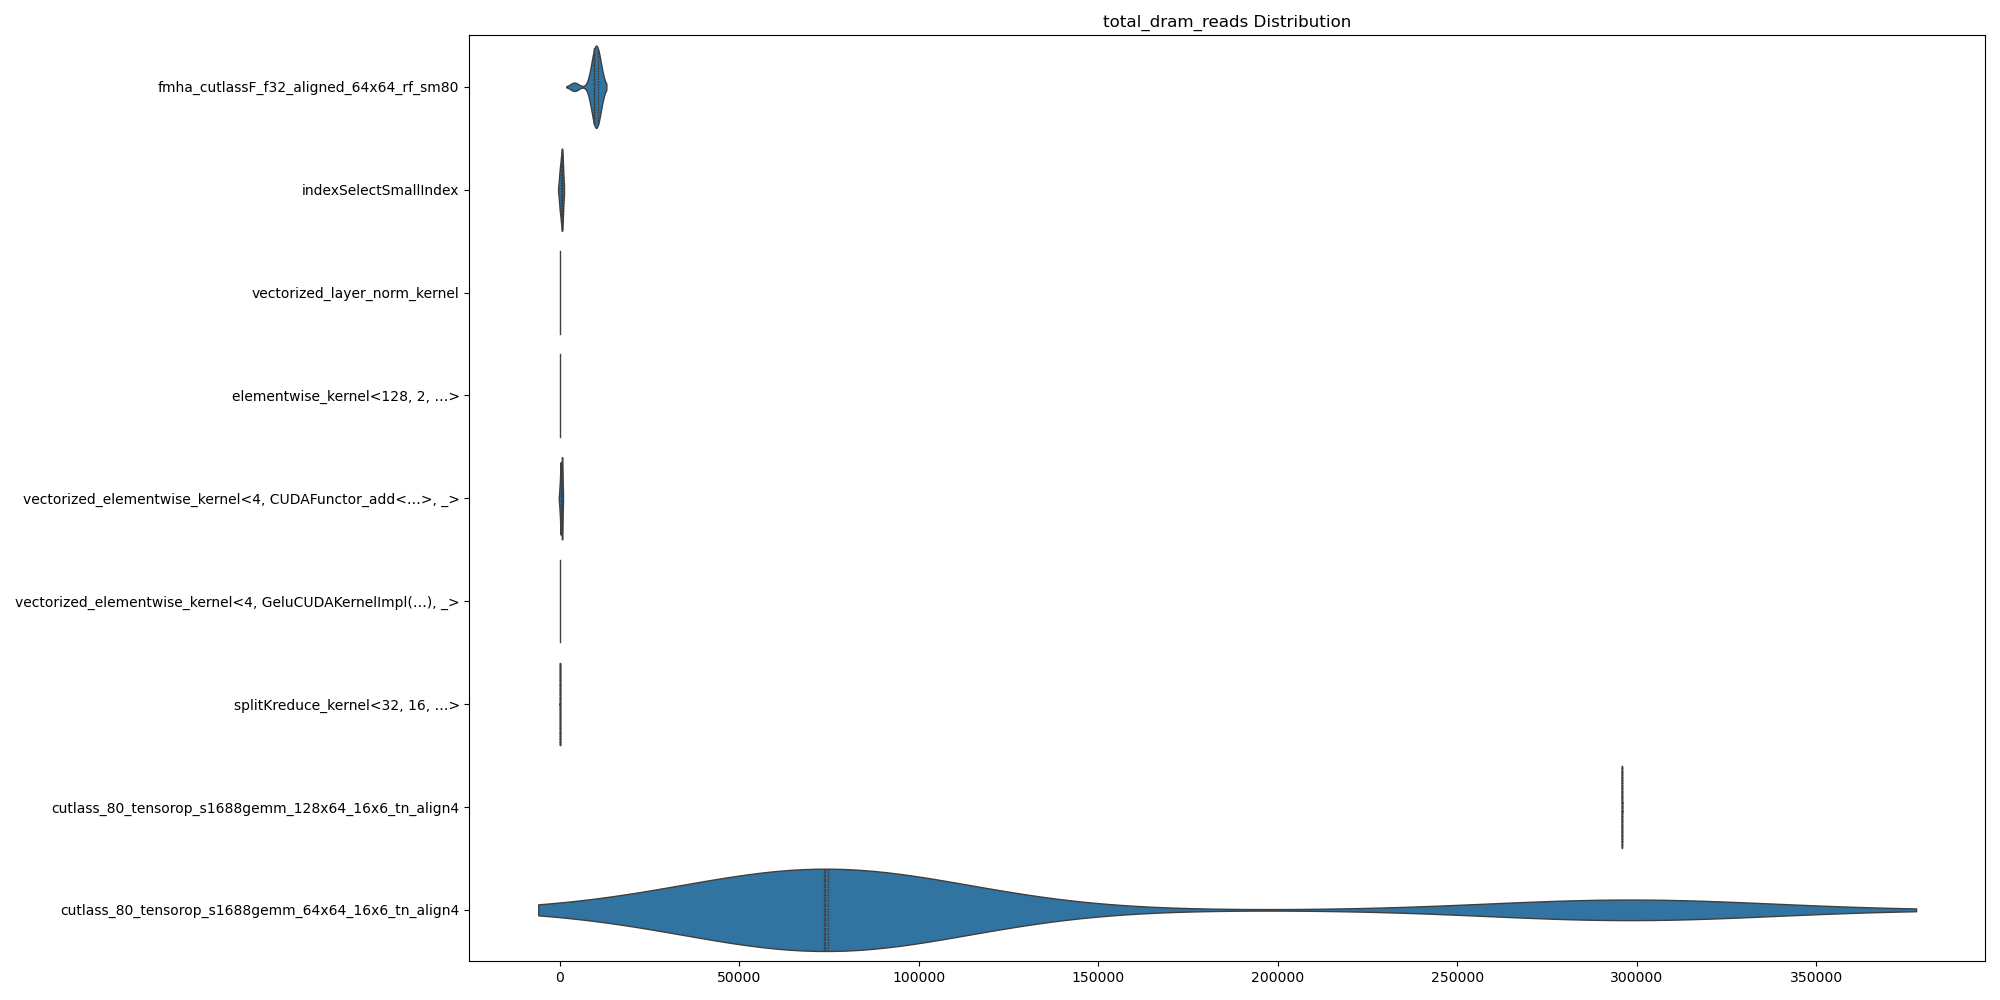 total_dram_reads Distribution
fmha_cutlassF_f32_aligned_64x64_rf_sm80
indexSelectSmallIndex
vectorized_layer_norm_kernel
elementwise_kernel<128, 2, ...>
vectorized_elementwise_kernel<4, CUDAFunctor_add<...>, _>
vectorized_elementwise_kernel<4, GeluCUDAKernelImpl(...), _>
splitKreduce_kernel<32, 16, ...>
cutlass_80_tensorop_s1688gemm_128x64_16x6_tn_align4
cutlass_80_tensorop_s1688gemm_64x64_16x6_tn_align4
0 50000 100000 150000 200000 250000 300000 350000